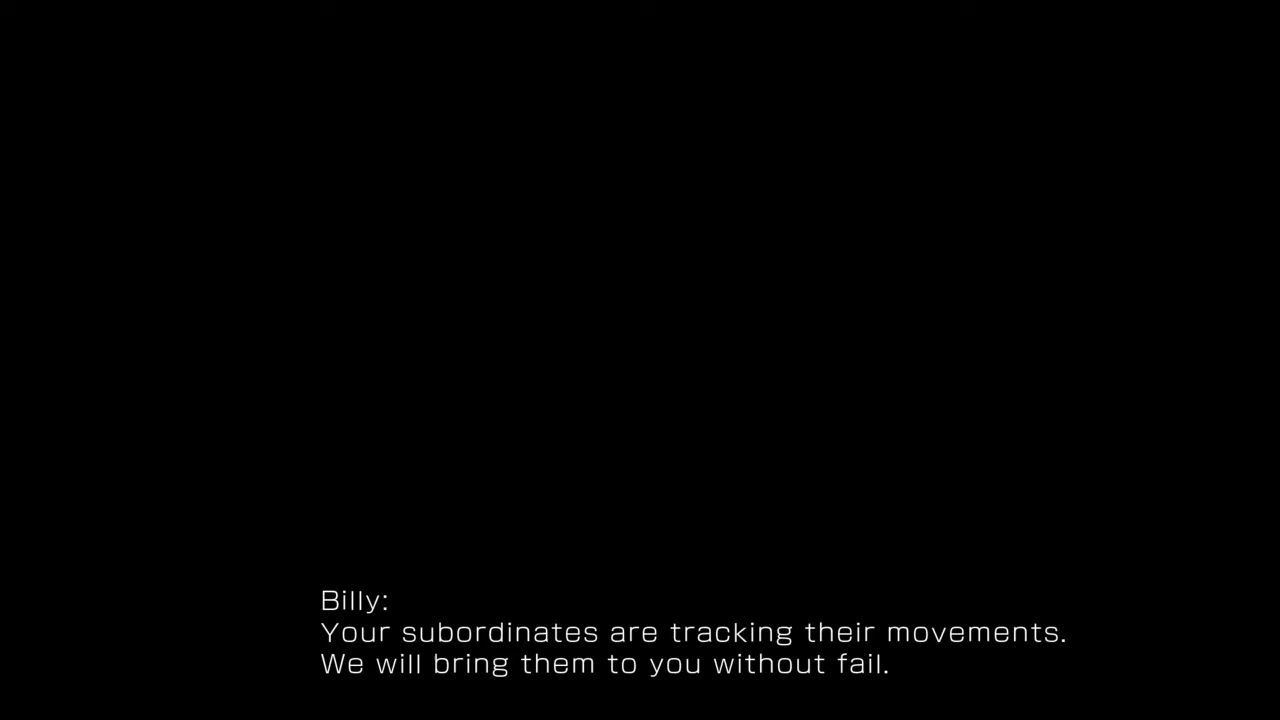 Billy:
Your subordinates are tracking their movements.
We will bring them to you without fail.